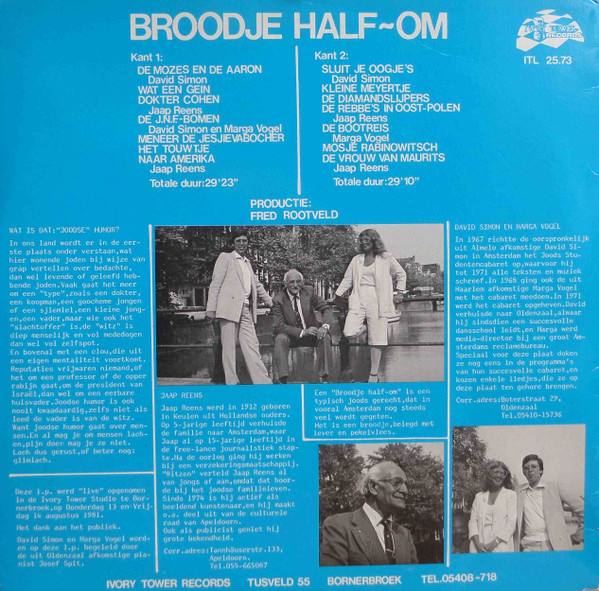 BROODJE HALF~OM
IVORY TOWER
RECORDS
ITL 25.73
Kant 1:
DE MOZES EN DE AARON
David Simon
WAT EEN GEIN
DOKTER COHEN
Jaap Reens
DE J.N.F-BOMEN
David Simon en Marga Vogel
MENEER DE JESJIEVABOCHER
HET TOUWTJE
NAAR AMERIKA
Jaap Reens
Totale duur:29'23"
Kant 2:
SLUIT JE OOGJE'S
David Simon
KLEINE MEYERTJE
DE DIAMANDSLIJPERS
DE REBBE'S IN OOST-POLEN
Jaap Reens
DE BOOTREIS
Marga Vogel
MOSJE RABINOWITSCH
DE VROUW VAN MAURITS
Jaap Reens
Totale duur:29'10"
PRODUCTIE:
FRED ROOTVELD
WAT IS DAT:"JOODSE" HUMOR?
In ons land wordt er in de eer-
ste plaats onder verstaan,wat
hier wonende joden bij wijze van
grap vertellen over bedachte,
dan wel levende of geleefd heb-
bende joden.Vaak gaat het meer
om een "type",zoals een dokter,
een koopman,een goocheme jongen
of een sjlemiel,een kleine jong-
en,een vader,maar wie ook het
"slachtoffer" is,de "witz" is
diep menselijk en vol mededogen
dan wel vol zelfspot.
En bovenal met een clou,die uit
een eigen mentaliteit voortkomt.
Reputaties vrijwaren niemand,of
het om een professor of de opper
rabijn gaat,om de president van
Israël,dan wel om een eerbare
huisvader.Joodse humor is ook
nooit kwaadaardig,zelfs niet als
leed de vader is van de witz.
Want joodse humor gaat over men-
sen.En al mag je om mensen lach-
en,pijn doer mag je ze niet.
Lach dus gerust,of beter nog:
glimlach.
Deze l.p. werd "live" opgenomen
in de Ivory Tower Studie te Bor-
nerbroek,op Donderdag 13 en Vrij-
dag 14 augustus 1981.
Het dank aan het publiek.
David Simon en Marga Vogel word-
en op deze l.p. begeleid door
de uit Oldenzaal afkomstige pia-
nist Josef Spit.
JAAP REENS
Jaap Reens werd in 1912 geboren
in Keulen uit Hollandse ouders.
Op 5-jarige leeftijd verhuisde
de familie naar Amsterdam,waar
Jaap al op 15-jarige leeftijd in
de free-lance journalistiek stap-
te.Na de oorlog ging hij werken
bij een verzekeringsmaatschappij.
"Witzen" verteld Jaap Reens al
van jongs af aan,omdat dat hoor-
de bij het joodse familieleven.
Sinds 1974 is hij actief als
beeldend kunstenaar,en hij maakt
o.a. deel uit van de culturele
raad van Apeldoorn.
Ook als publicist geniet hij
grote bekendheid.
Corr.adres:Tannhäuserstr.133,
Apeldoorn.
Tel.055-665087
Een "Broodje half-om" is een
typisch joods gerecht,dat in
vooral Amsterdam nog steeds
veel wordt gegeten.
Het is een broodje,belegd met
lever en pekelvlees.
DAVID SIMON EN MARGA VOGEL
In 1967 richtte de oorspronkelijk
uit Almelo afkomstige David Si-
mon in Amsterdam het Joods Stu-
dentencabaret op,waarvoor hij
tot 1971 alle teksten en muziek
schreef.In 1968 ging ook de uit
Haarlem afkomstige Marga Vogel
met het cabaret meedoen.In 1971
werd het cabaret opgeheven.David
verhuisde naar Oldenzaal,alwaar
hij sindsdien een succesvolle
dansschool leidt,en Marga werd
media-director bij een groot Am-
sterdams reclamebureau.
Speciaal voor deze plaat doken
ze nog eens in de programma's
van hun succesvolle cabaret,en
kozen enkele liedjes,die ze op
deze plaat ten gehore brengen.
Corr.adres:Boterstraat 29,
Oldenzaal
Tel.05410-15736
IVORY TOWER RECORDS TUSVELD 55 BORNERBROEK TEL.05408-718